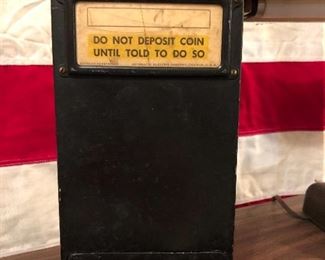 DO NOT DEPOSIT COIN
UNTIL TOLD TO DO SO